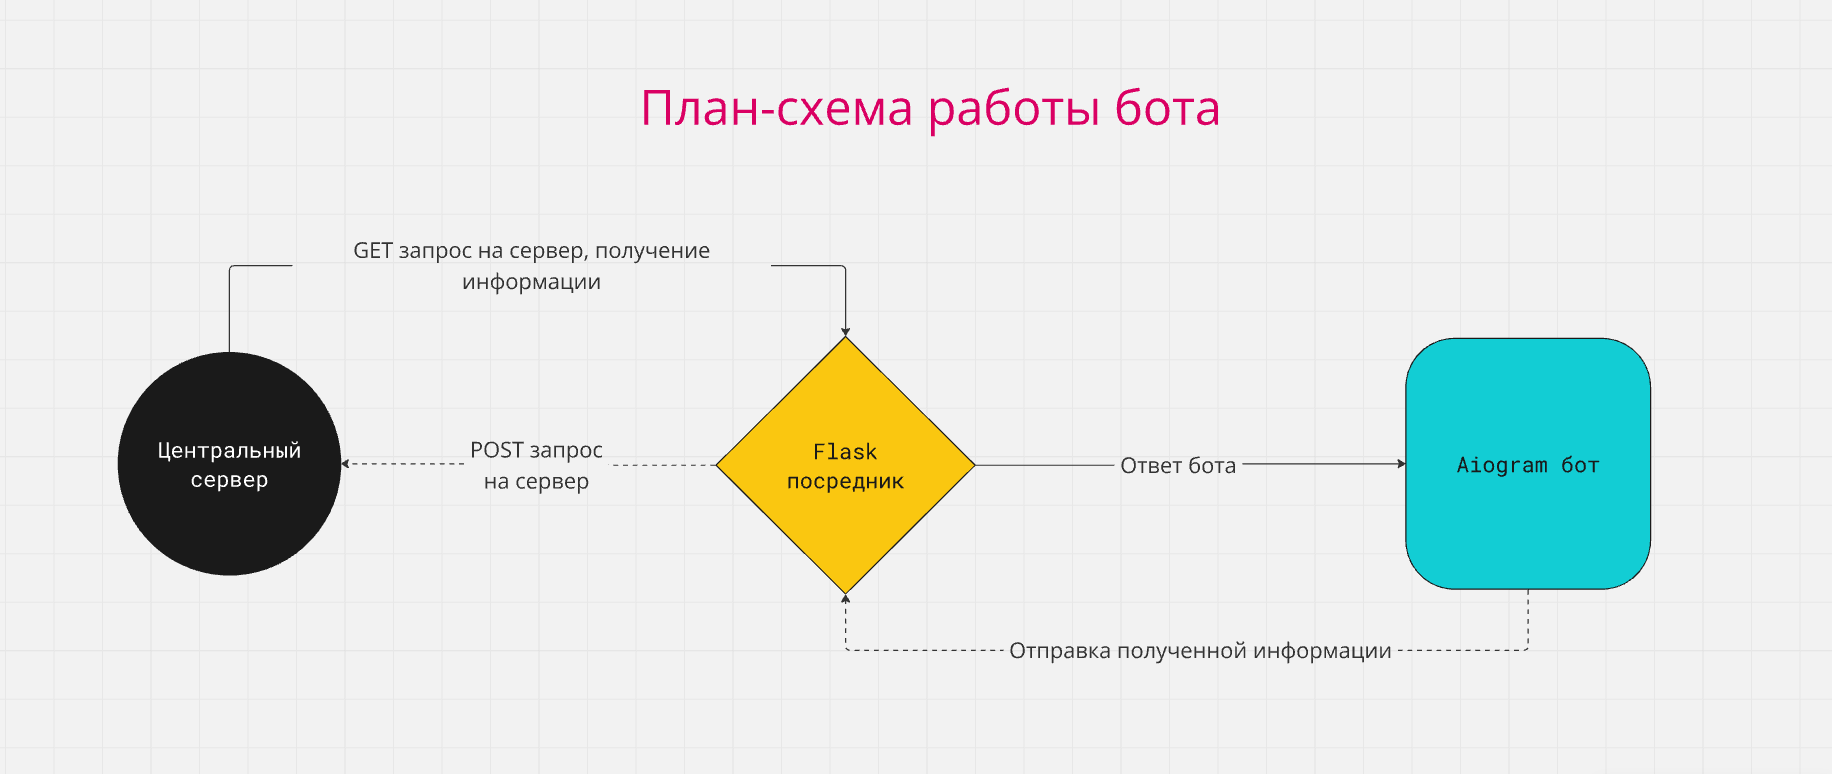 План-схема работы бота
GET запрос на сервер, получение
информации
Центральный
сервер
POST запрос
на сервер
Flask
посредник
Ответ бота
Aiogram бот
Отправка полученной информации